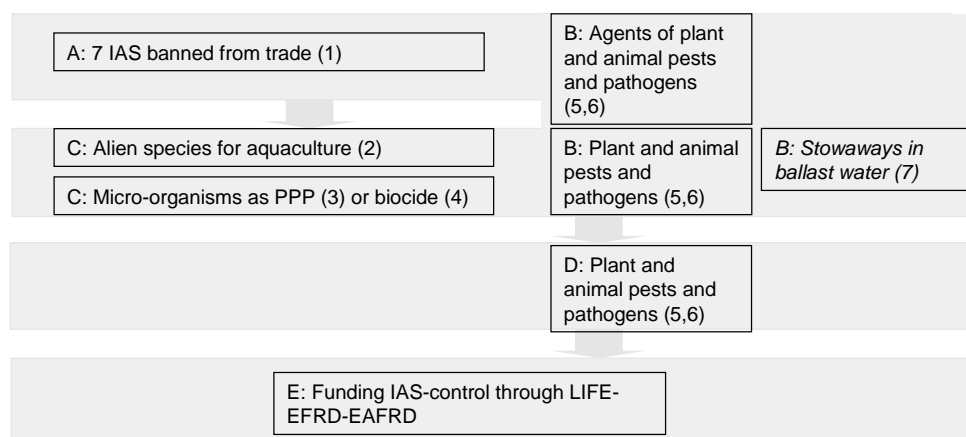 A: 7 IAS banned from trade (1)
B: Agents of plant
and animal pests
and pathogens
(5,6)
C: Alien species for aquaculture (2)
C: Micro-organisms as PPP (3) or biocide (4)
B: Plant and animal
pests and
pathogens (5,6)
B: Stowaways in
ballast water (7)
D: Plant and
animal pests and
pathogens (5,6)
E: Funding IAS-control through LIFE-
EFRD-EAFRD